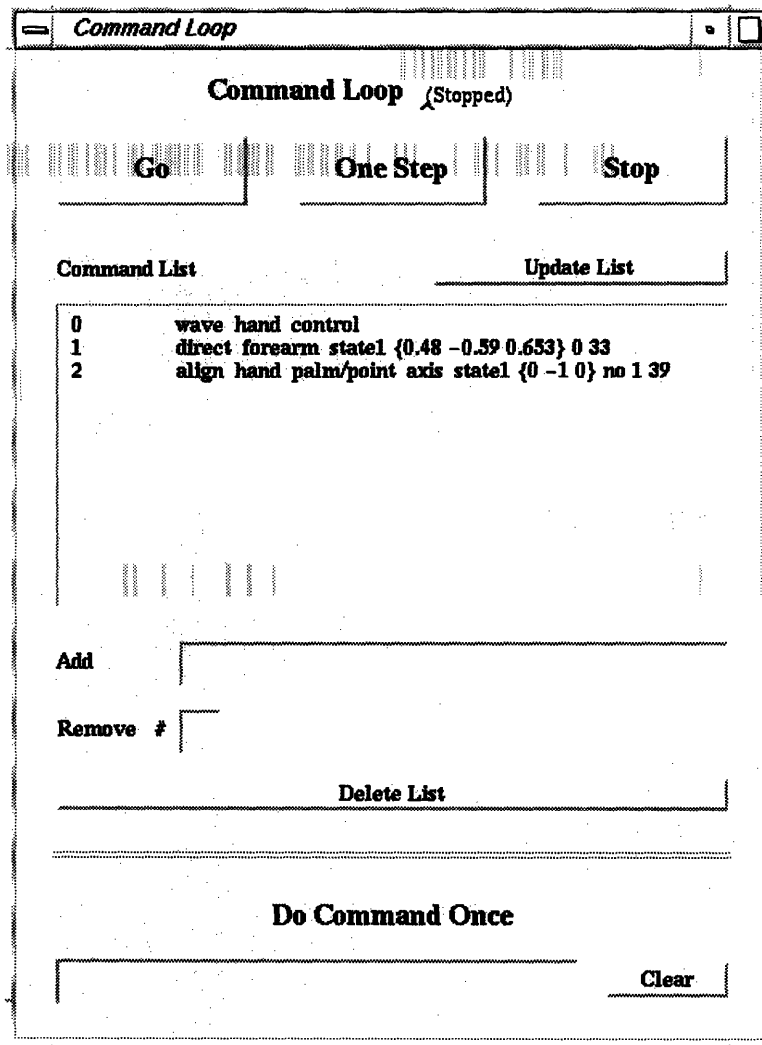 Command Loop
Command Loop (Stopped)
Go One Step Stop
Command List Update List
0 wave hand control
1 direct forearm state1 {0.48 -0.59 0.653} 0 33
2 align hand palm/point axis state1 {0 -1 0} no 1 39
Add
Remove #
Delete List
Do Command Once
Clear